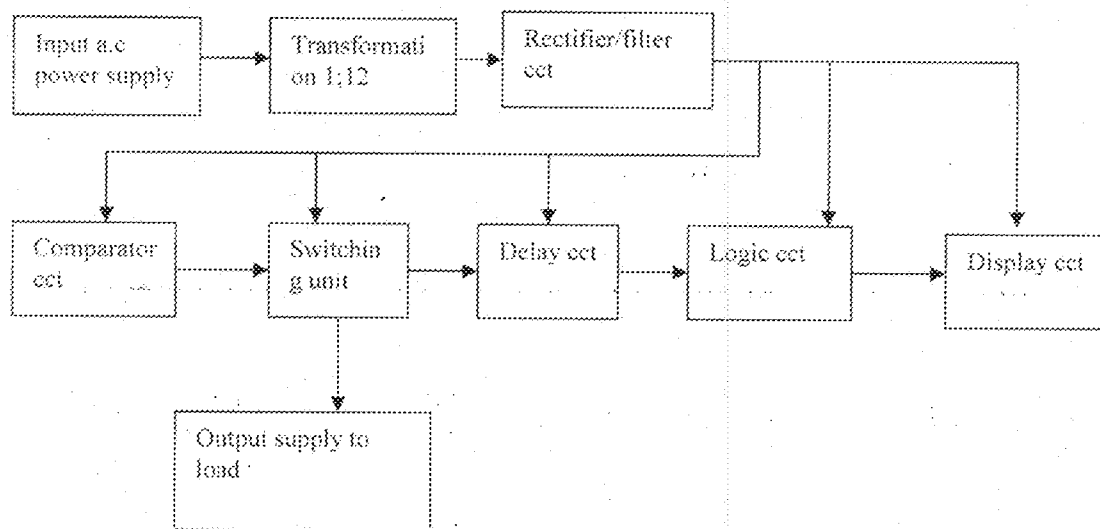 Input a.c
power supply
Transformati
on 1;12
Rectifier/filter
cct
Comparator
cct
Switchin
g unit
Delay cct
Logic cct
Display cct
Output supply to
load